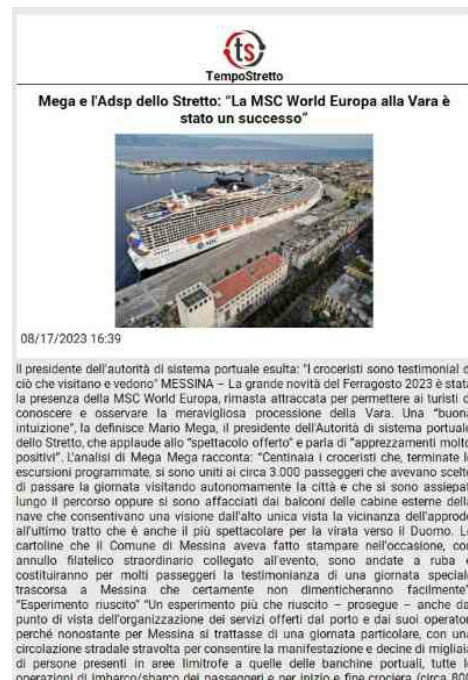 ts
TempoStretto
Mega e l'Adsp dello Stretto: "La MSC World Europa alla Vara è
stato un successo"
08/17/2023 16:39
Il presidente dell'autorità di sistema portuale esulta: "I croceristi sono testimonial d
ciò che visitano e vedono" MESSINA – La grande novità del Ferragosto 2023 è stat
la presenza della MSC World Europa, rimasta attraccata per permettere ai turisti d
conoscere e osservare la meravigliosa processione della Vara. Una "buon
intuizione", la definisce Mario Mega, il presidente dell'Autorità di sistema portuale
dello Stretto, che applaude allo "spettacolo offerto" e parla di "apprezzamenti molto
positivi". L'analisi di Mega Mega racconta: "Centinaia i croceristi che, terminate l
escursioni programmate, si sono uniti ai circa 3.000 passeggeri che avevano scelto
di passare la giornata visitando autonomamente la città e che si sono assiepat
lungo il percorso oppure si sono affacciati dai balconi delle cabine esterne dell
nave che consentivano una visione dall'alto unica vista la vicinanza dell'approdo
all'ultimo tratto che é anche il più spettacolare per la virata verso il Duomo. L
cartoline che il Comune di Messina aveva fatto stampare nell'occasione, con
annullo filatelico straordinario collegato all'evento, sono andate a ruba e
costituiranno per molti passeggeri la testimonianza di una giornata special
trascorsa a Messina che certamente non dimenticheranno facilmente"
"Esperimento riuscito" "Un esperimento più che riuscito – prosegue – anche da
punto di vista dell'organizzazione dei servizi offerti dal porto e dai suoi operator
perché nonostante per Messina si trattasse di una giornata particolare, con una
circolazione stradale stravolta per consentire la manifestazione e decine di migliaia
di persone presenti in aree limitrofe a quelle delle banchine portuali, tutte l
operazioni di imbarco/sbarco dei passeggeri e per inizio e fine crociera (circa 800